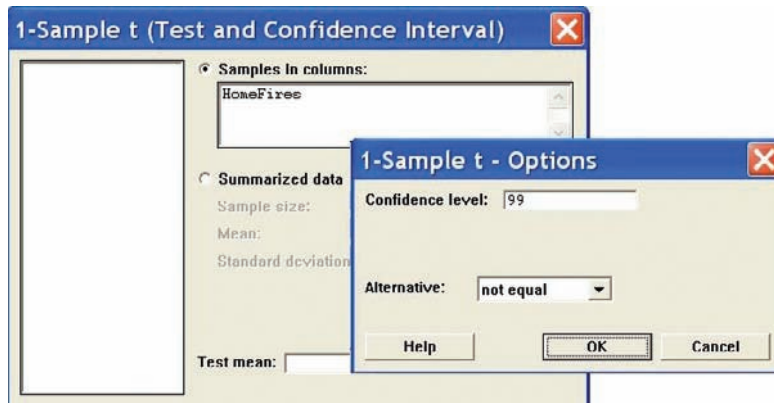 1-Sample t (Test and Confidence Interval)
Samples in columns:
HomeFires
Summarized data
Sample size:
Mean:
Standard deviation
Test mean:
1-Sample t - Options
Confidence level: 99
Alternative: not equal
Help OK Cancel